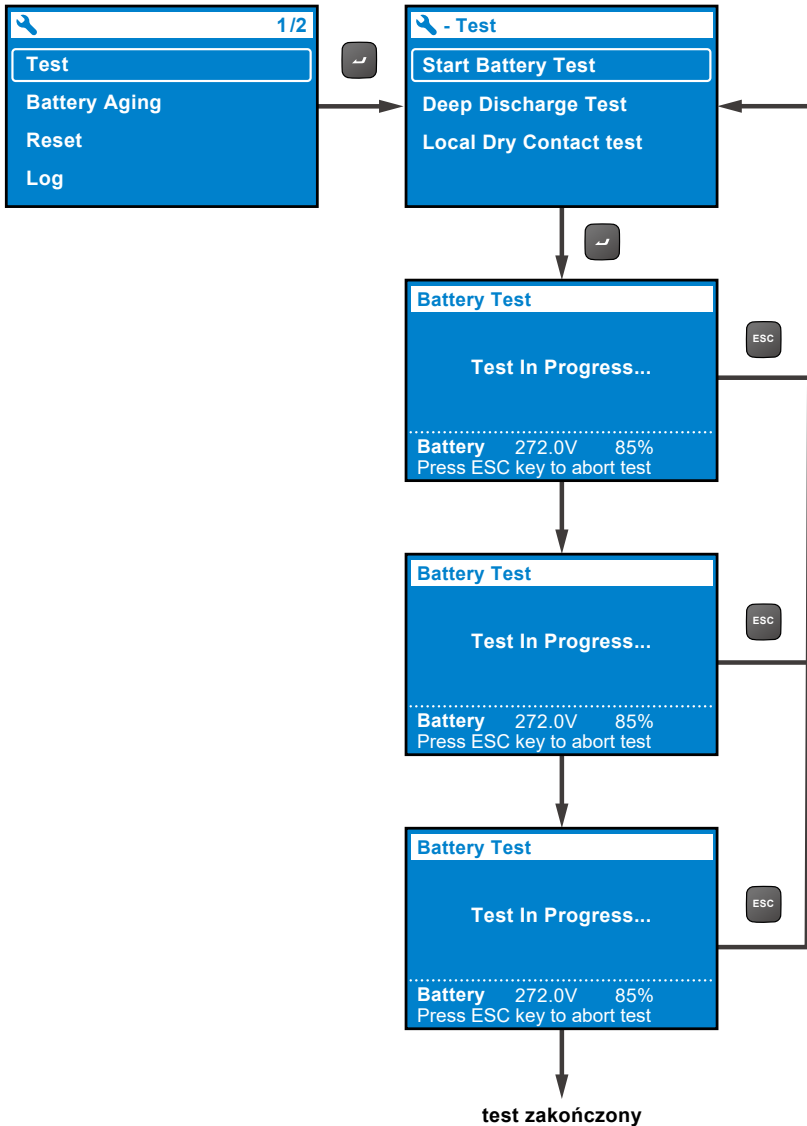 1/2
Test
Battery Aging
Reset
Log
- Test
Start Battery Test
Deep Discharge Test
Local Dry Contact test
Battery Test
Test In Progress...
Battery 272.0V 85%
Press ESC key to abort test
ESC
Battery Test
Test In Progress...
Battery 272.0V 85%
Press ESC key to abort test
ESC
Battery Test
Test In Progress...
Battery 272.0V 85%
Press ESC key to abort test
ESC
test zakończony